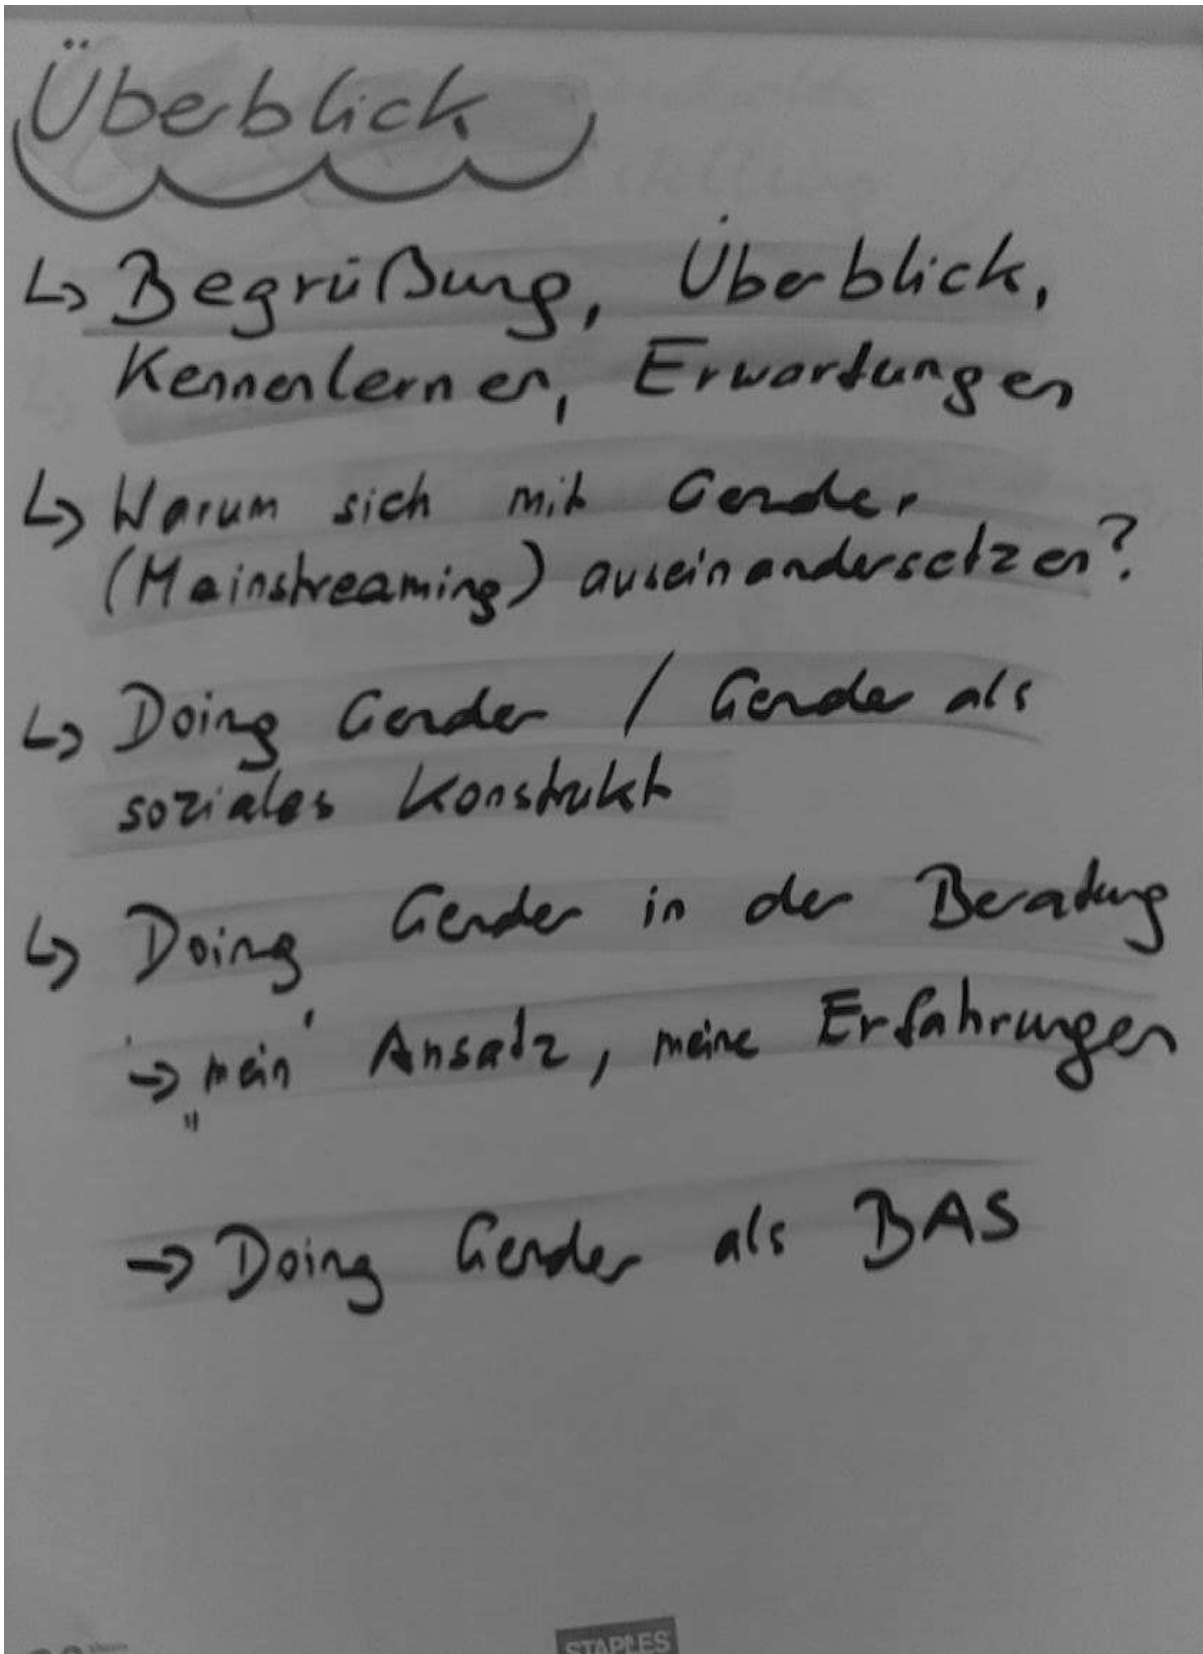 Überblick
↳ Begrüßung, Überblick,
Kennenlernen, Erwartungen
↳ Warum sich mit Gender
(Mainstreaming) auseinandersetzen?
↳ Doing Gender / Gender als
soziales Konstrukt
↳ Doing Gender in der Beratung
→ „mein" Ansatz, meine Erfahrungen
→ Doing Gender als BAS
STAPLES